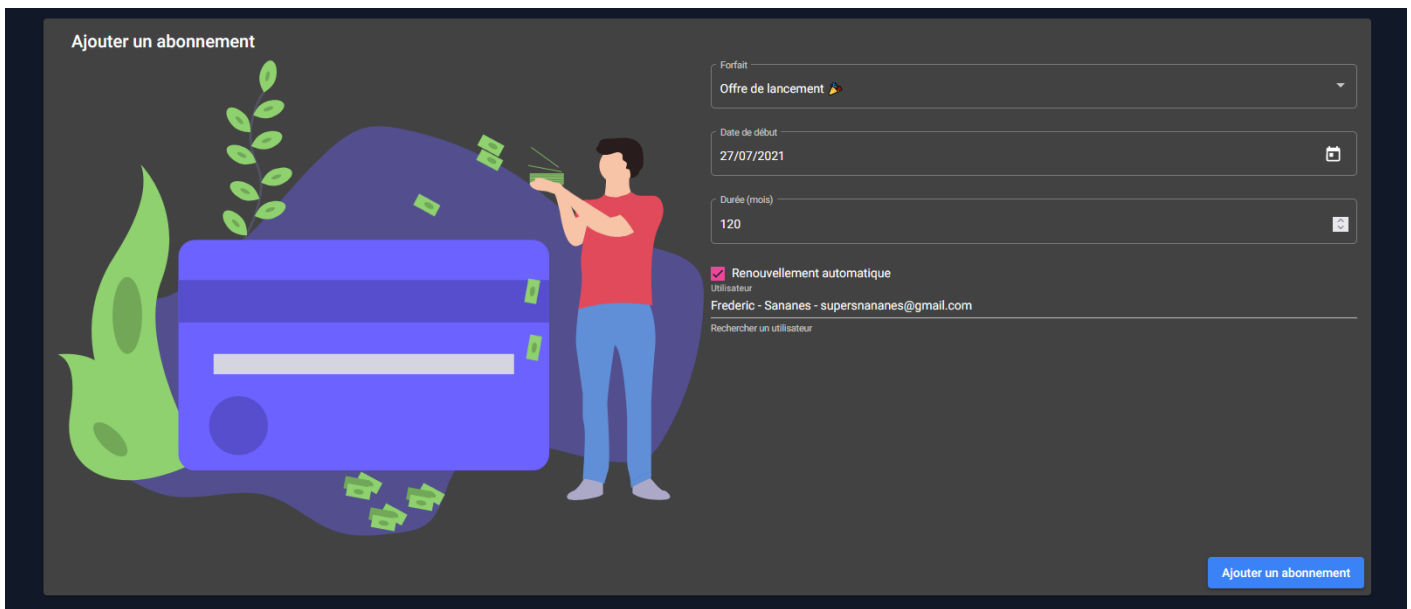 Ajouter un abonnement
Forfait
Offre de lancement 🎉
Date de début
27/07/2021
Durée (mois)
120
Renouvellement automatique
Utilisateur
Frederic - Sananes - supersnananes@gmail.com
Rechercher un utilisateur
Ajouter un abonnement